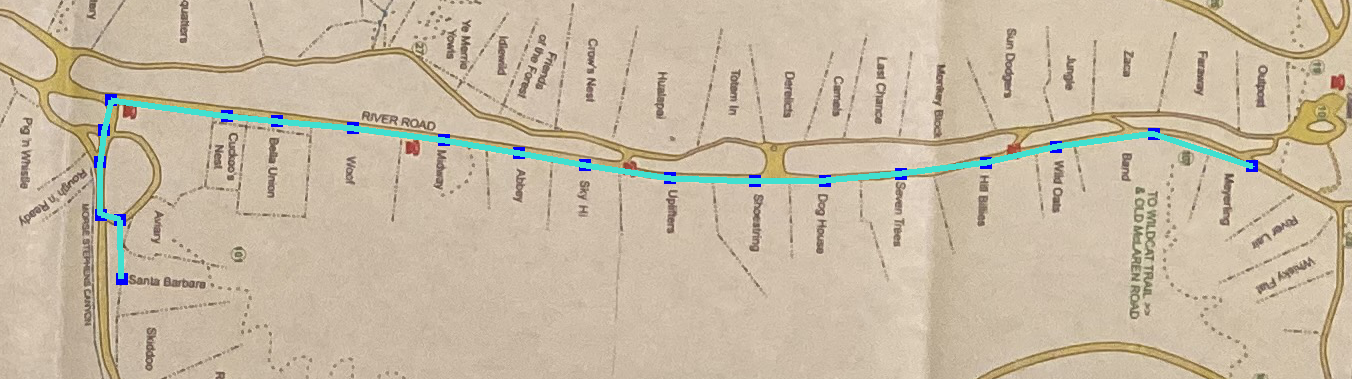 Ye Merrie
Yowls
Idlewild
Friends
of the Forest
Crow's Nest
Hualapai
Totem In
Derelicts
Camels
Last Chance
Monkey Block
Sun Dodgers
Jungle
Zaca
Faraway
Outpost
27
RIVER ROAD
Pig 'n Whistle
Rough 'n Ready
MORSE STEPHENS CANYON
Aviary
Cuckoo's
Nest
Bella Union
Woof
Midway
Abbey
Sky Hi
Uplifters
Shoestring
Dog House
Seven Trees
Hill Billies
Wild Oats
Band
TO WILDCAT TRAIL >>
& OLD McLAREN ROAD
Meyerling
River Lair
Whisky Flat
101
Santa Barbara
Skiddoo